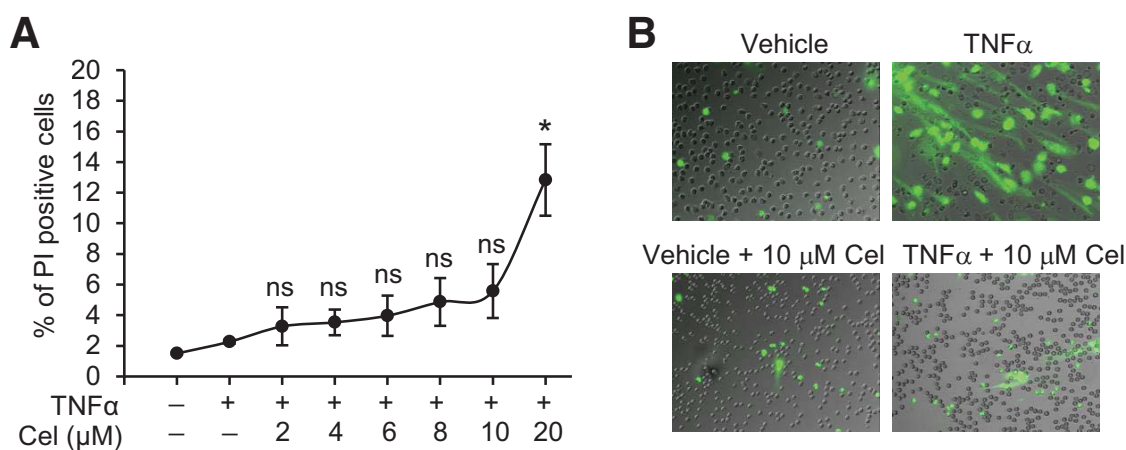 A
% of PI positive cells
20
18
16
14
12
10
8
6
4
2
0
ns ns ns ns ns *
TNFα – + + + + + + +
Cel (μM) – – 2 4 6 8 10 20
B
Vehicle TNFα
Vehicle + 10 μM Cel TNFα + 10 μM Cel